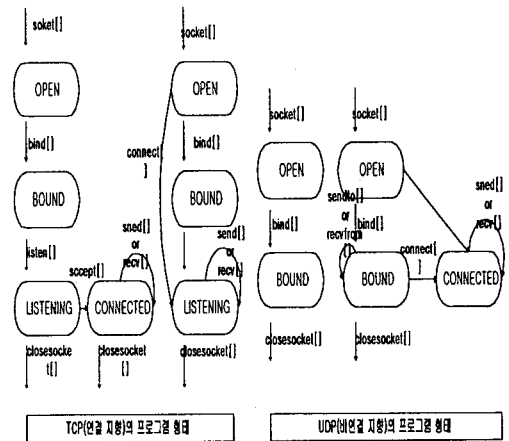 soket[]
OPEN
bind[]
BOUND
listen[]
sccept[]
sned[]
or
recv[]
LISTENING
CONNECTED
closesocke
t[]
closesocket
[]
socket[]
OPEN
connect[
]
bind[]
BOUND
send[]
or
recv[]
LISTENING
closesocket[]
TCP(연결 지향)의 프로그램 형태
socket[]
OPEN
bind[]
BOUND
closesocket[]
socket[]
OPEN
sendto[]
or
recvfrom
[]
bind[]
BOUND
connect[
]
sned[]
or
recv[]
CONNECTED
closesocket[]
UDP(비연결 지향)의 프로그램 형태